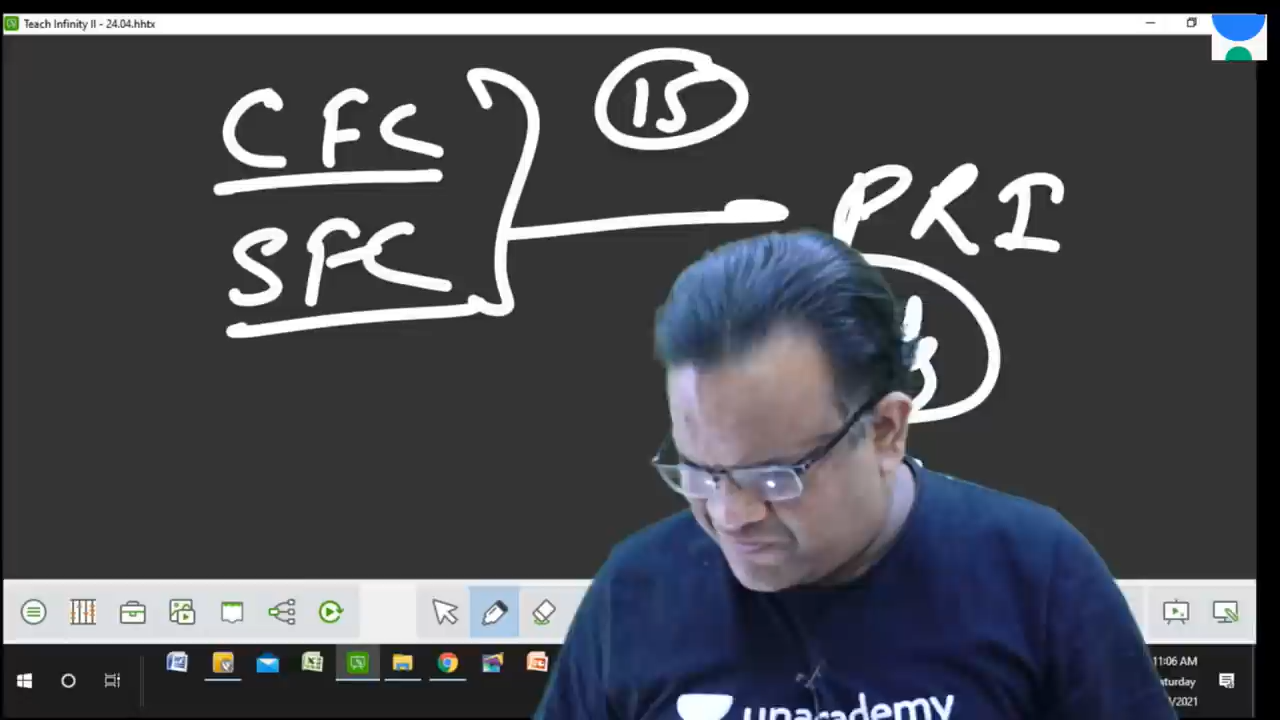 Teach Infinity II - 24.04.hhtx
15
CFC
PRI
SFC
11:06 AM
unacademy